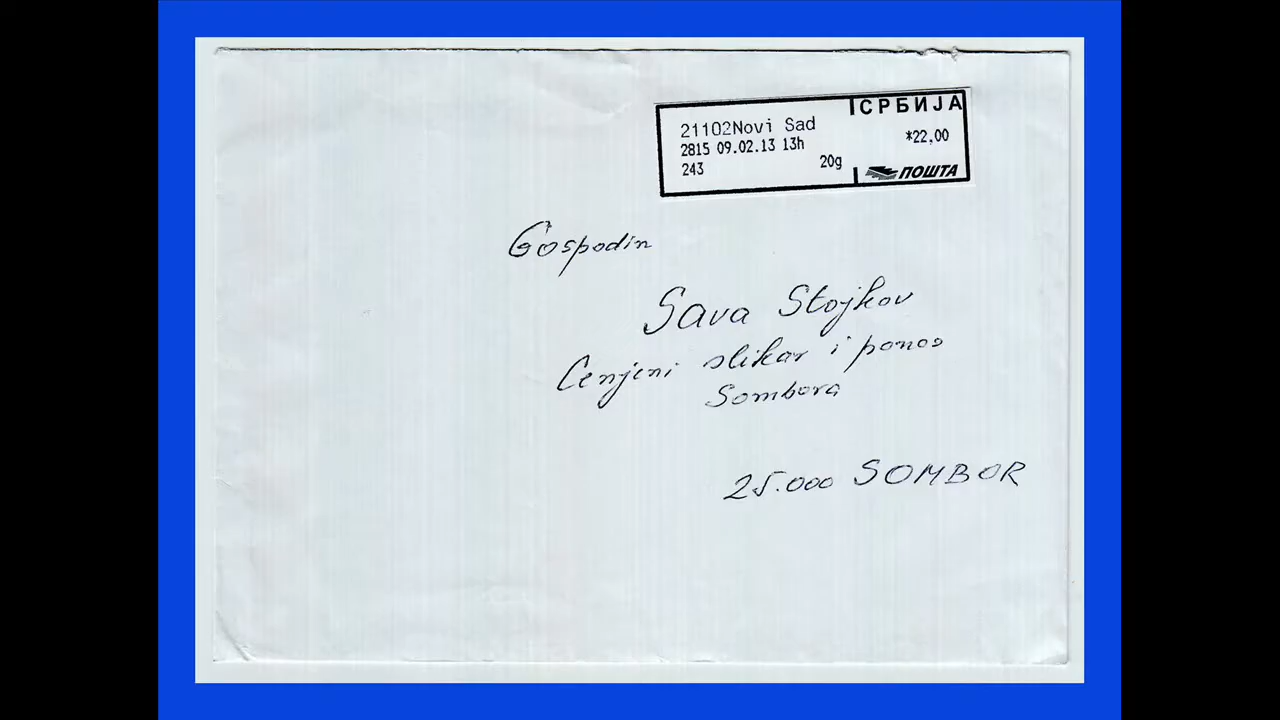 СРБИЈА
21102Novi Sad
*22,00
2815 09.02.13 13h
243
20g
ПОШТА
Gospodin
Sava Stojkov
Cenjeni slikar i ponos
Sombora
25.000 SOMBOR